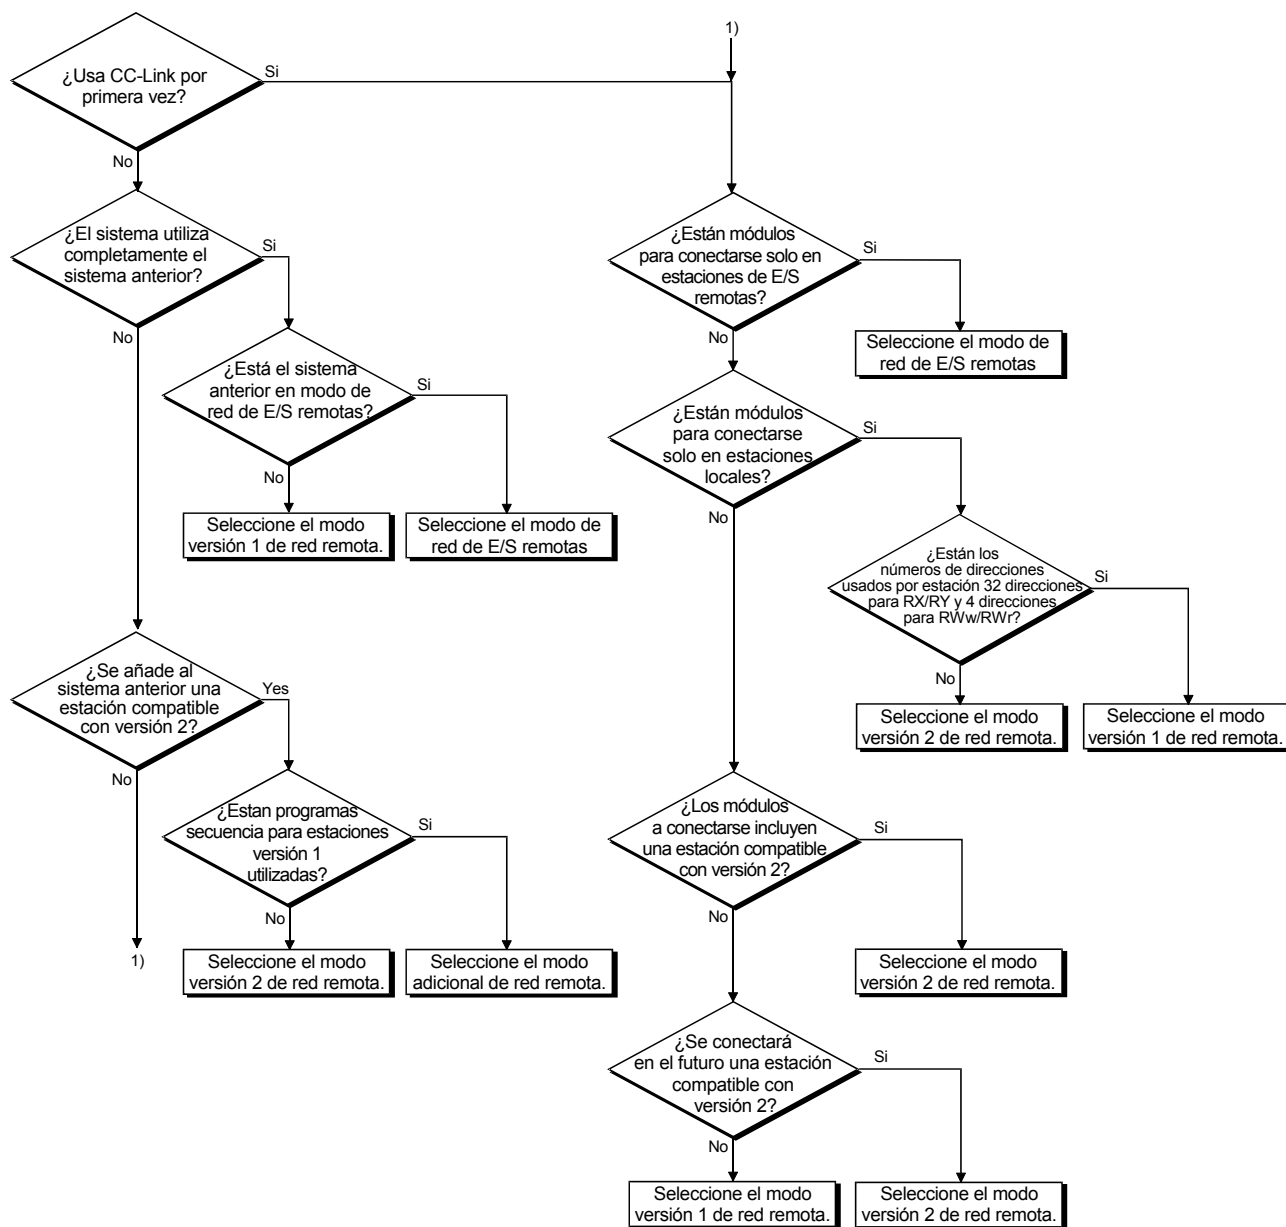 ¿Usa CC-Link por
primera vez?
Si
No
¿El sistema utiliza
completamente el
sistema anterior?
Si
No
¿Está el sistema
anterior en modo de
red de E/S remotas?
Si
No
Seleccione el modo
versión 1 de red remota.
Seleccione el modo de
red de E/S remotas
¿Se añade al
sistema anterior una
estación compatible
con versión 2?
Yes
No
1)
¿Estan programas
secuencia para estaciones
versión 1
utilizadas?
Si
No
Seleccione el modo
versión 2 de red remota.
Seleccione el modo
adicional de red remota.
1)
¿Están módulos
para conectarse solo en
estaciones de E/S
remotas?
Si
No
Seleccione el modo de
red de E/S remotas
¿Están módulos
para conectarse
solo en estaciones
locales?
Si
No
¿Están los
números de direcciones
usados por estación 32 direcciones
para RX/RY y 4 direcciones
para RWw/RWr?
Si
No
Seleccione el modo
versión 2 de red remota.
Seleccione el modo
versión 1 de red remota.
¿Los módulos
a conectarse incluyen
una estación compatible
con versión 2?
Si
No
Seleccione el modo
versión 2 de red remota.
¿Se conectará
en el futuro una estación
compatible con
versión 2?
Si
No
Seleccione el modo
versión 1 de red remota.
Seleccione el modo
versión 2 de red remota.